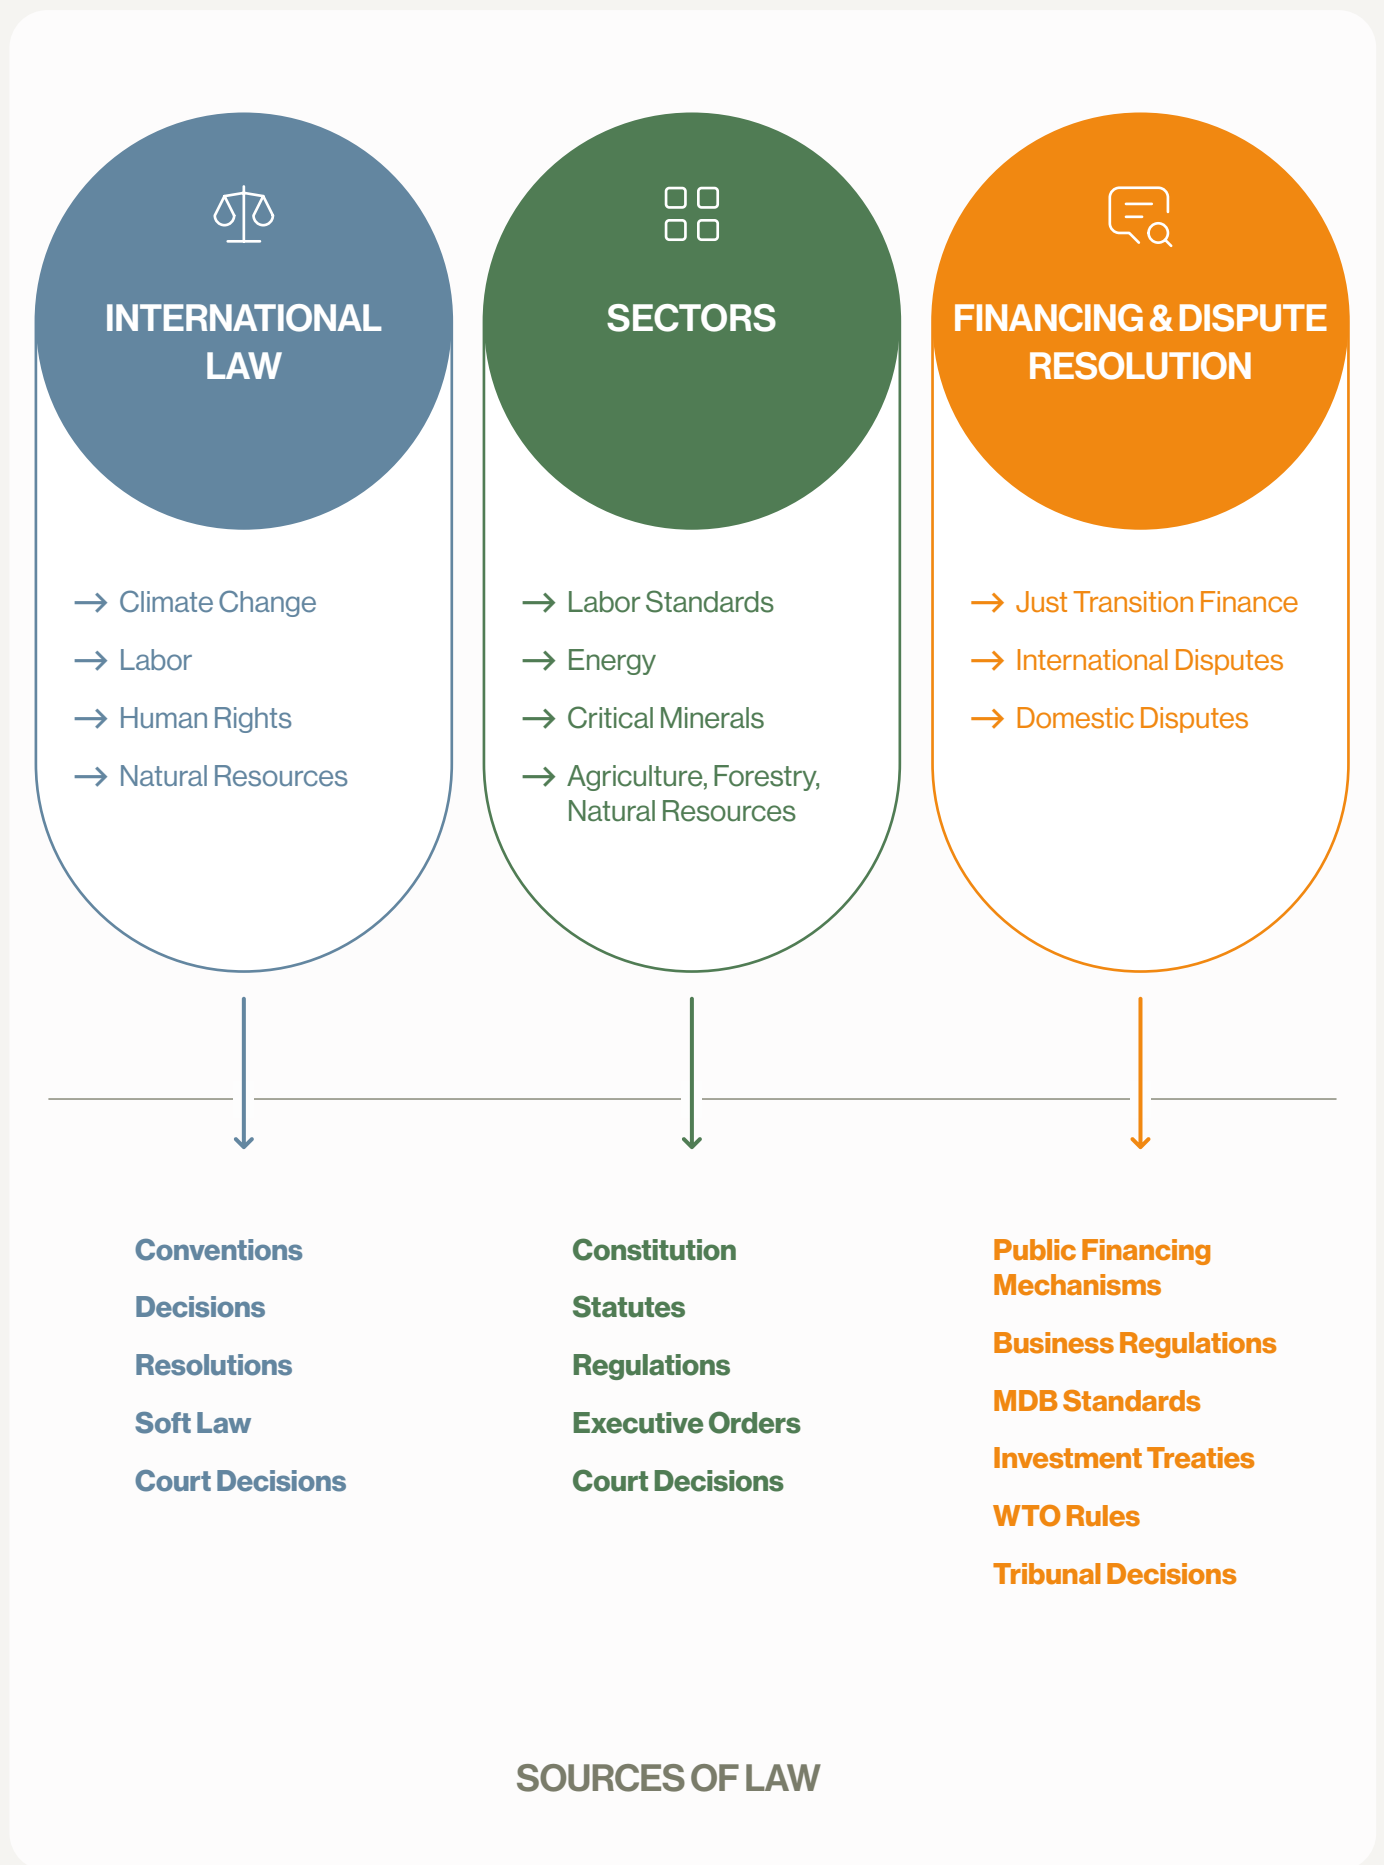 INTERNATIONAL
LAW
Climate Change
Labor
Human Rights
Natural Resources
SECTORS
Labor Standards
Energy
Critical Minerals
Agriculture, Forestry,
Natural Resources
FINANCING & DISPUTE
RESOLUTION
Just Transition Finance
International Disputes
Domestic Disputes
Conventions
Decisions
Resolutions
Soft Law
Court Decisions
Constitution
Statutes
Regulations
Executive Orders
Court Decisions
Public Financing
Mechanisms
Business Regulations
MDB Standards
Investment Treaties
WTO Rules
Tribunal Decisions
SOURCES OF LAW